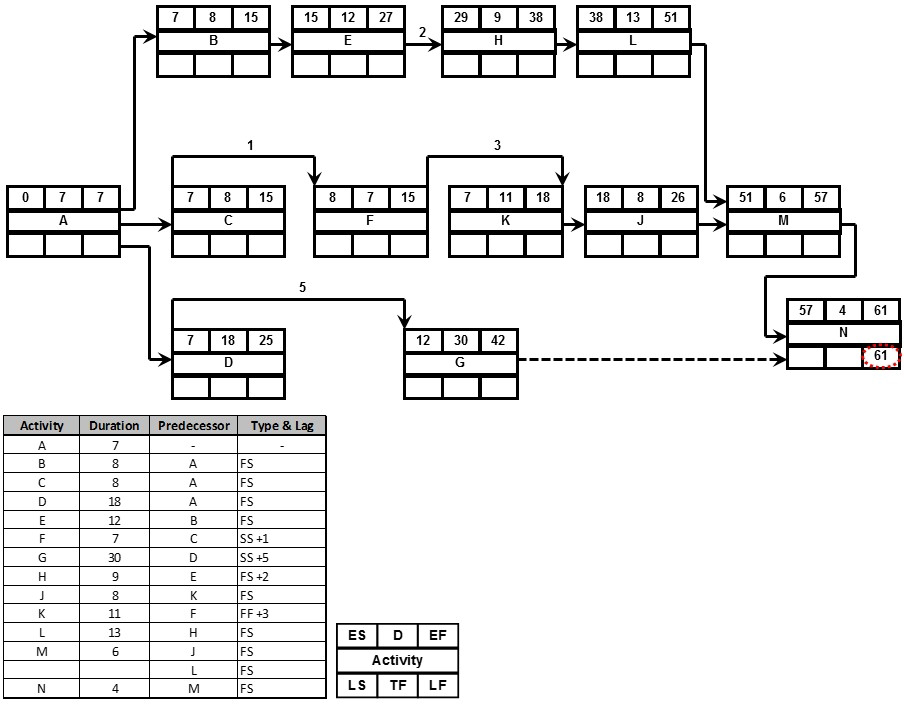 7 8 15
B
15 12 27
E
2
29 9 38
H
38 13 51
L
1
3
0 7 7
A
7 8 15
C
8 7 15
F
7 11 18
K
18 8 26
J
51 6 57
M
5
7 18 25
D
12 30 42
G
57 4 61
N
61
Activity Duration Predecessor Type & Lag
A 7 - -
B 8 A FS
C 8 A FS
D 18 A FS
E 12 B FS
F 7 C SS +1
G 30 D SS +5
H 9 E FS +2
J 8 K FS
K 11 F FF +3
L 13 H FS
M 6 J FS
L FS
N 4 M FS
ES D EF
Activity
LS TF LF